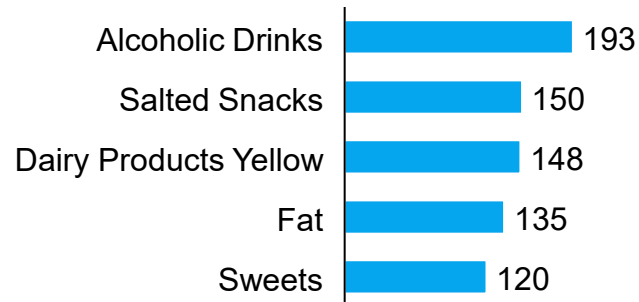 Alcoholic Drinks 193
Salted Snacks 150
Dairy Products Yellow 148
Fat 135
Sweets 120